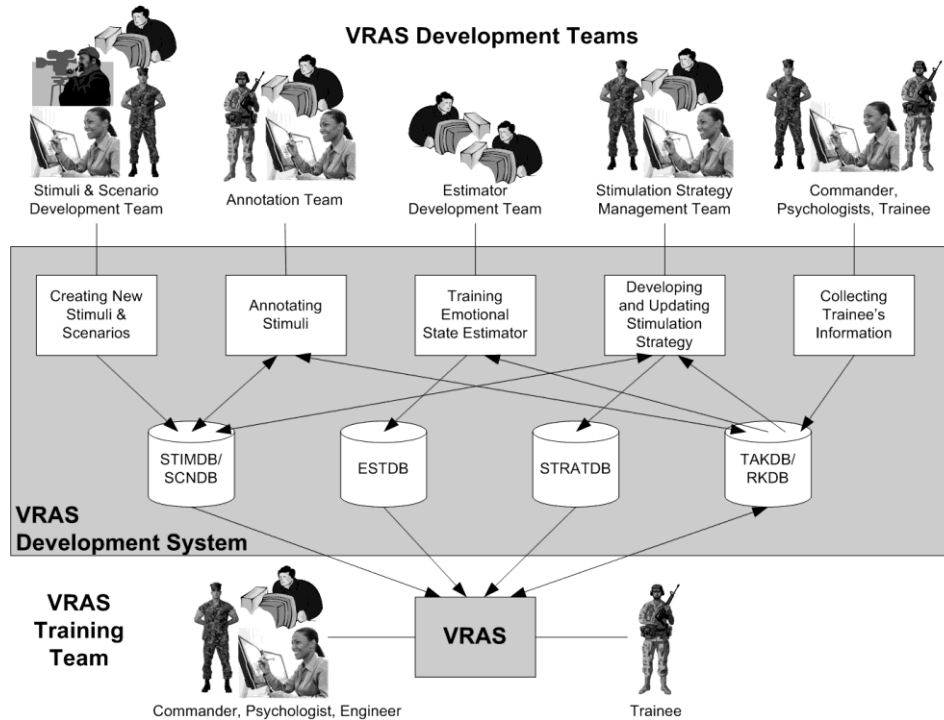 VRAS Development Teams
Stimuli & Scenario
Development Team
Annotation Team
Estimator
Development Team
Stimulation Strategy
Management Team
Commander,
Psychologists, Trainee
Creating New
Stimuli &
Scenarios
Annotating
Stimuli
Training
Emotional
State Estimator
Developing
and Updating
Stimulation
Strategy
Collecting
Trainee's
Information
STIMDB/
SCNDB
ESTDB
STRATDB
TAKDB/
RKDB
VRAS
Development System
VRAS
Training
Team
VRAS
Commander, Psychologist, Engineer
Trainee